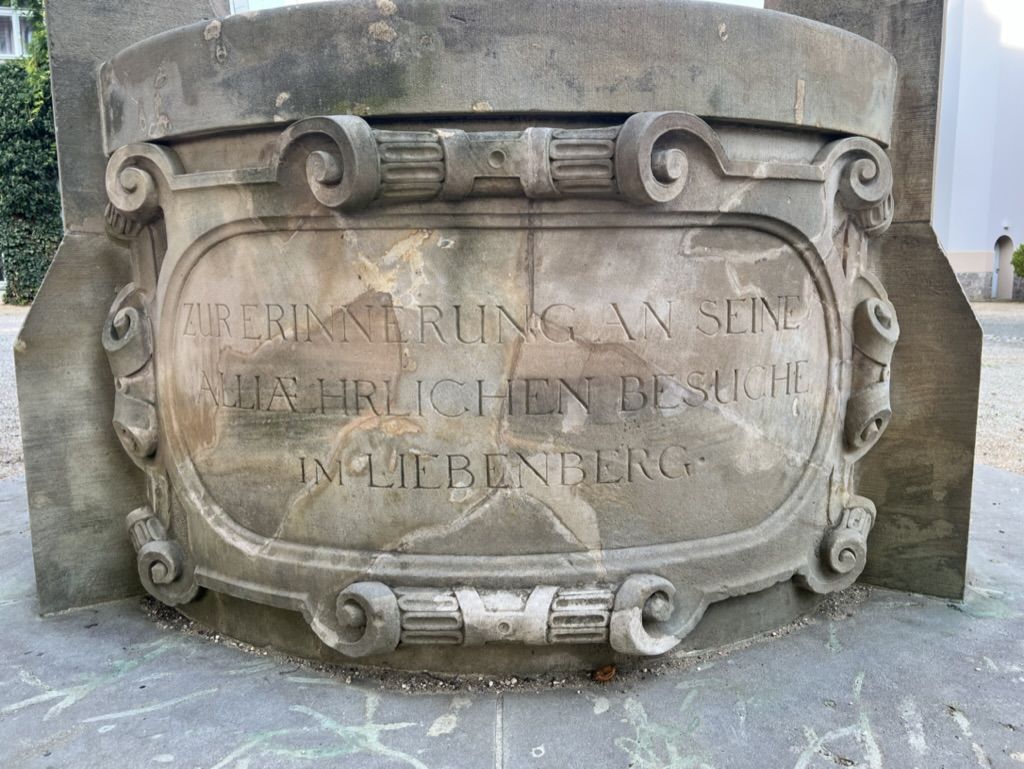 ZUR ERINNERUNG AN SEINE
ALLJÆHRLICHEN BESUCHE
IM LIEBENBERG·